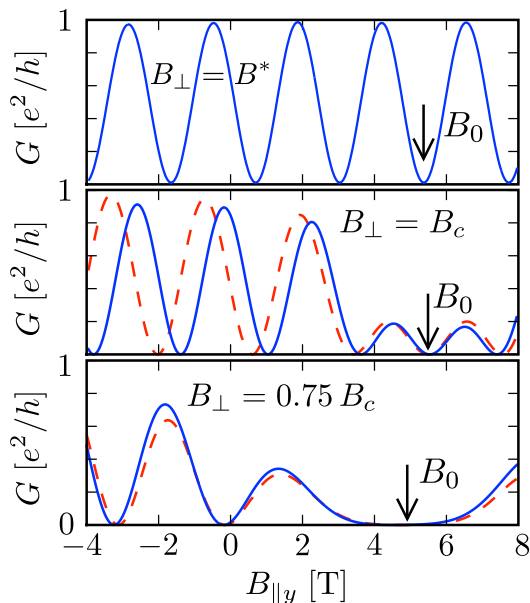 1
G [e²/h]
B⊥ = B*
B₀
1
G [e²/h]
B⊥ = Bc
B₀
1
G [e²/h]
B⊥ = 0.75 Bc
B₀
0
−4 −2 0 2 4 6 8
B∥y [T]